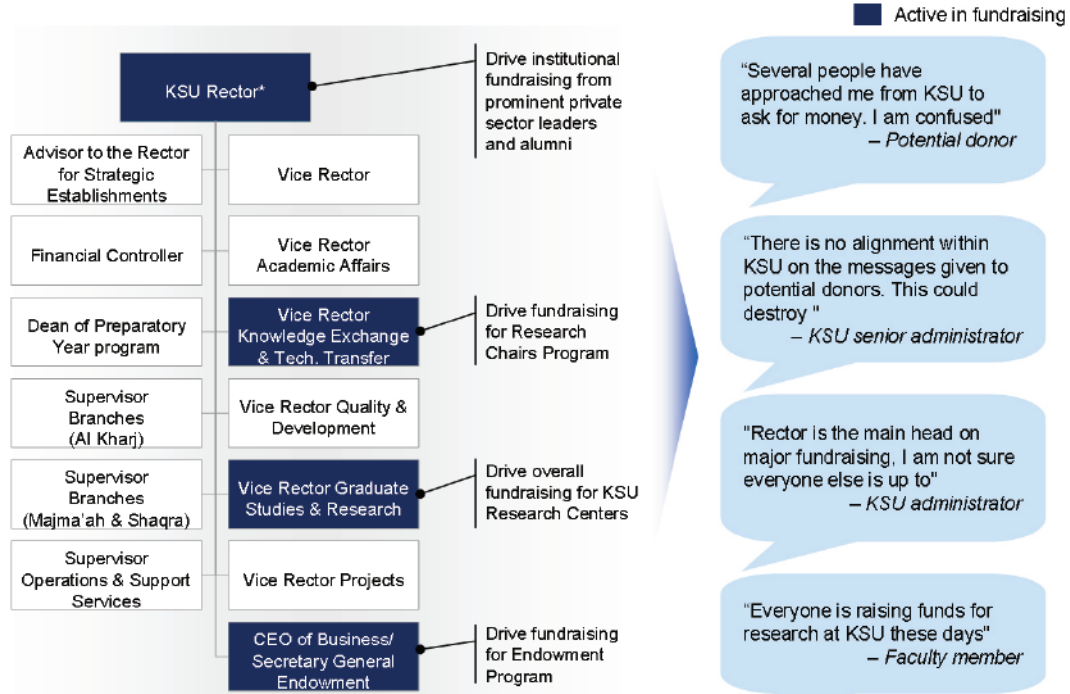 Active in fundraising
KSU Rector*
Drive institutional
fundraising from
prominent private
sector leaders
and alumni
Advisor to the Rector
for Strategic
Establishments
Vice Rector
Financial Controller
Vice Rector
Academic Affairs
Dean of Preparatory
Year program
Vice Rector
Knowledge Exchange
& Tech. Transfer
Drive fundraising
for Research
Chairs Program
Supervisor
Branches
(Al Kharj)
Vice Rector Quality &
Development
Supervisor
Branches
(Majma'ah & Shaqra)
Vice Rector Graduate
Studies & Research
Drive overall
fundraising for KSU
Research Centers
Supervisor
Operations & Support
Services
Vice Rector Projects
CEO of Business/
Secretary General
Endowment
Drive fundraising
for Endowment
Program
"Several people have
approached me from KSU to
ask for money. I am confused"
– Potential donor
"There is no alignment within
KSU on the messages given to
potential donors. This could
destroy "
– KSU senior administrator
"Rector is the main head on
major fundraising, I am not sure
everyone else is up to"
– KSU administrator
"Everyone is raising funds for
research at KSU these days"
– Faculty member